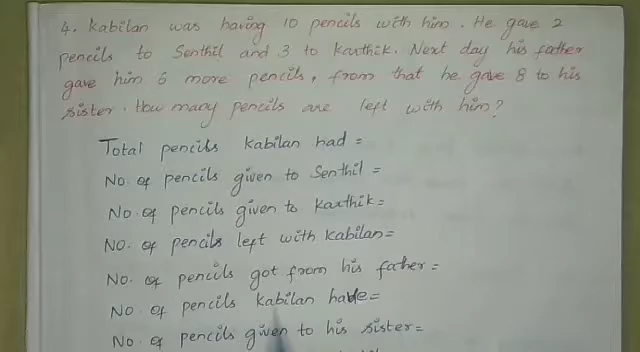 4. Kabilan was having 10 pencils with him. He gave 2
pencils to Senthil and 3 to Karthik. Next day his father
gave him 6 more pencils, from that he gave 8 to his
sister. How many pencils are left with him?
Total pencils Kabilan had =
No. of pencils given to Senthil =
No. of pencils given to Karthik =
No. of pencils left with Kabilan =
No. of pencils got from his father =
No. of pencils Kabilan have =
No. of pencils given to his sister =